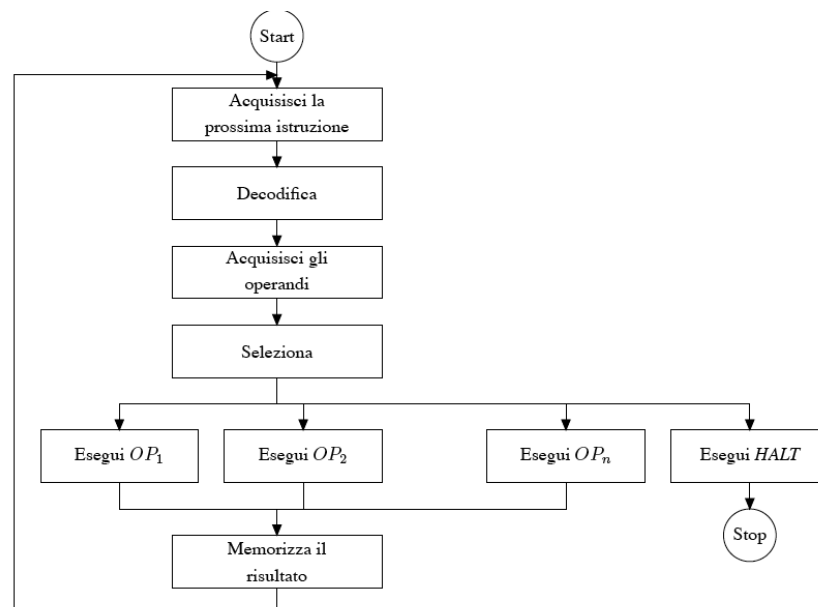 Start
Acquisisci la
prossima istruzione
Decodifica
Acquisisci gli
operandi
Seleziona
Esegui OP₁
Esegui OP₂
Esegui OPₙ
Esegui HALT
Stop
Memorizza il
risultato